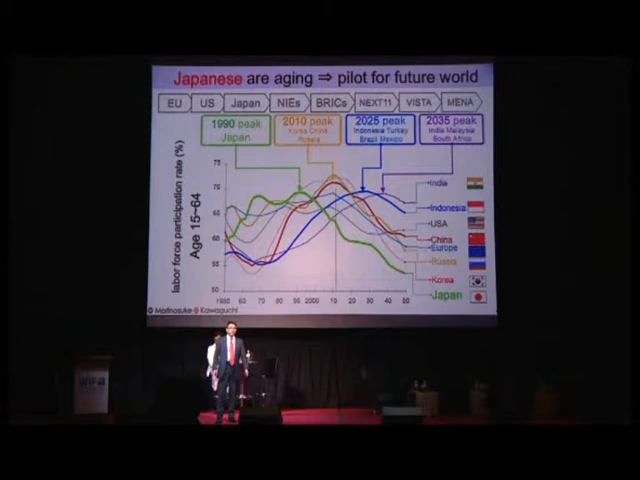 Japanese are aging ⇒ pilot for future world
EU US Japan NIEs BRICs NEXT11 VISTA MENA
1990 peak
Japan
2010 peak
Korea China
Russia
2025 peak
Indonesia Turkey
Brazil Mexico
2035 peak
India Malaysia
South Africa
labor force participation rate (%)
Age 15~64
75
70
65
60
55
50
1950 60 70 80 90 2000 10 20 30 40 50
India
Indonesia
USA
China
Europe
Russia
Korea
Japan
© Marinosuke Kawaguchi